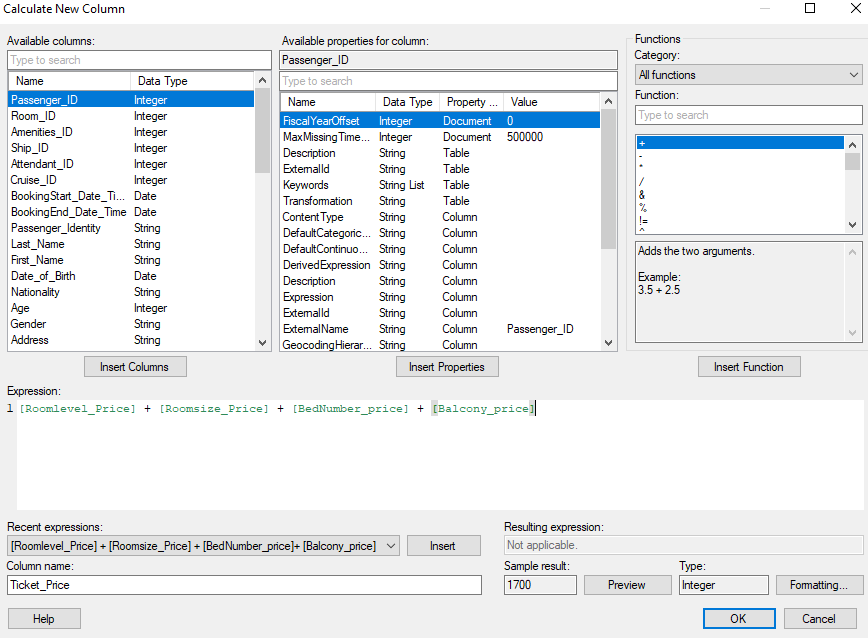 Calculate New Column
Available columns:
Type to search
Name Data Type
Passenger_ID Integer
Room_ID Integer
Amenities_ID Integer
Ship_ID Integer
Attendant_ID Integer
Cruise_ID Integer
BookingStart_Date_Ti... Date
BookingEnd_Date_Time Date
Passenger_Identity String
Last_Name String
First_Name String
Date_of_Birth Date
Nationality String
Age Integer
Gender String
Address String
Insert Columns
Available properties for column:
Passenger_ID
Type to search
Name Data Type Property ... Value
FiscalYearOffset Integer Document 0
MaxMissingTime... Integer Document 500000
Description String Table
ExternalId String Table
Keywords String List Table
Transformation String Table
ContentType String Column
DefaultCategoric... String Column
DefaultContinuo... String Column
DerivedExpression String Column
Description String Column
Expression String Column
ExternalId String Column
ExternalName String Column Passenger_ID
GeocodingHierar... String Column
Insert Properties
Functions
Category:
All functions
Function:
Type to search
+
-
*
/
&
%
!=
^
Adds the two arguments.
Example:
3.5 + 2.5
Insert Function
Expression:
1 [Roomlevel_Price] + [Roomsize_Price] + [BedNumber_price] + [Balcony_price]
Recent expressions:
[Roomlevel_Price] + [Roomsize_Price] + [BedNumber_price]+ [Balcony_price]
Insert
Column name:
Ticket_Price
Resulting expression:
Not applicable.
Sample result:
1700
Preview
Type:
Integer
Formatting...
Help
OK
Cancel